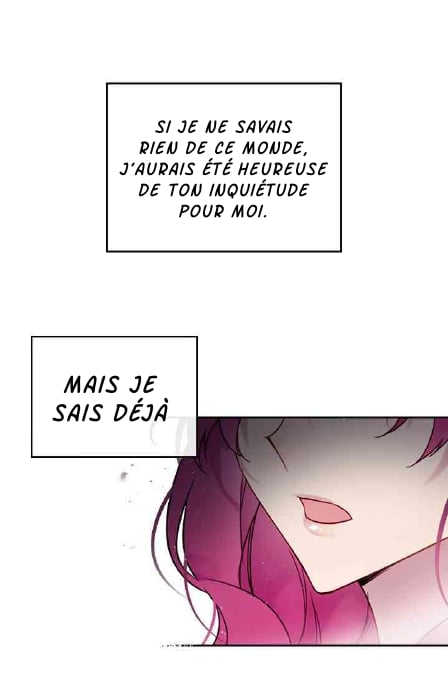 SI JE NE SAVAIS
RIEN DE CE MONDE,
J'AURAIS ÉTÉ HEUREUSE
DE TON INQUIÉTUDE
POUR MOI.
MAIS JE
SAIS DÉJÀ